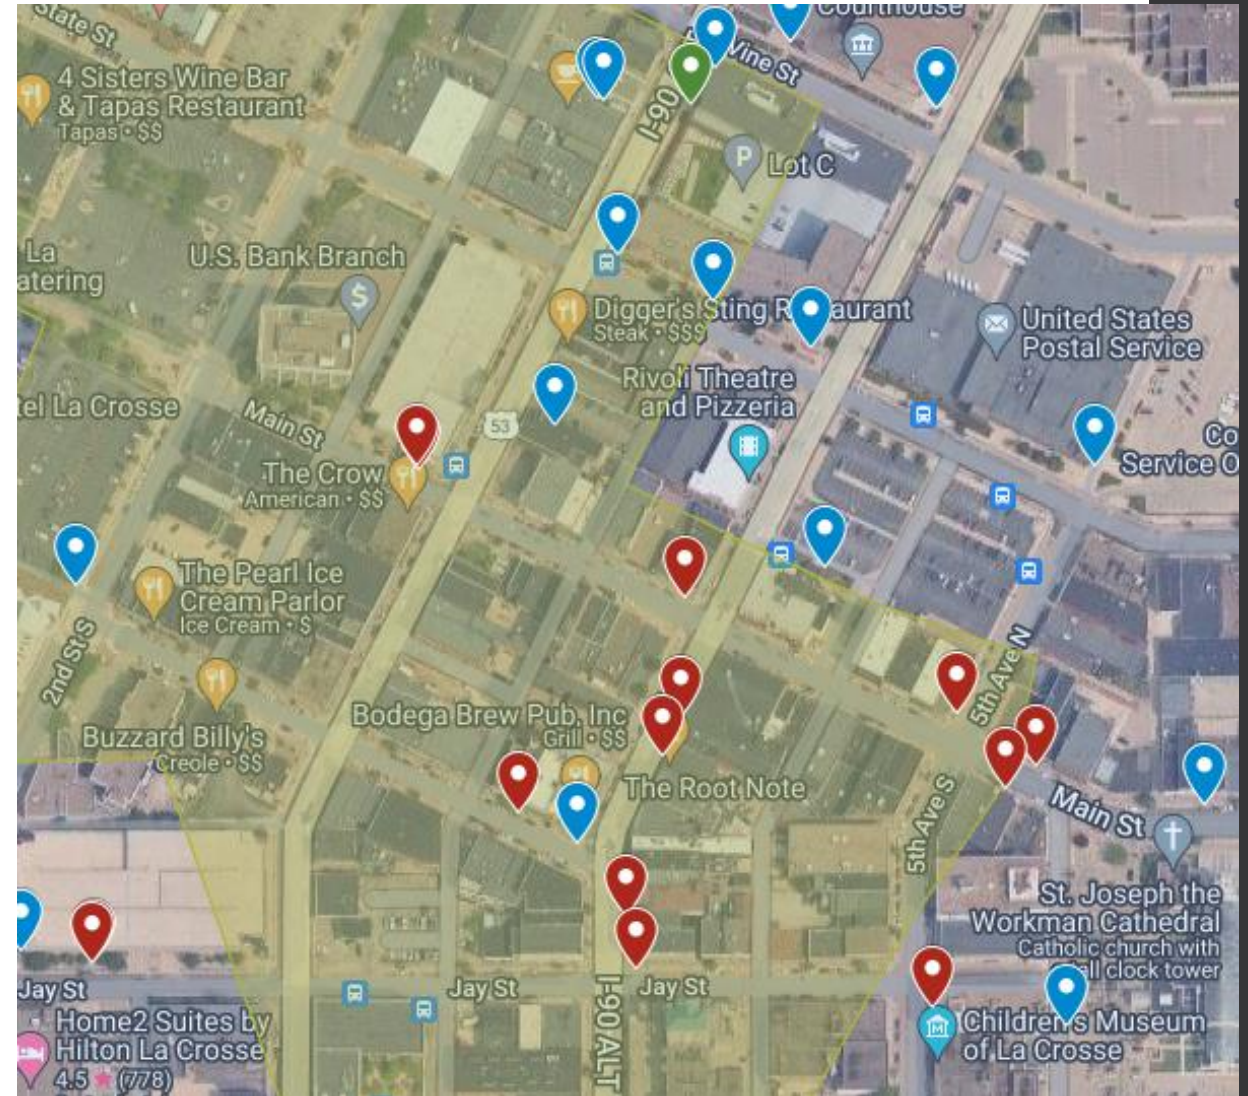 State St
Courthouse
Vine St
4 Sisters Wine Bar
& Tapas Restaurant
Tapas • $$
I-90
P
Lot C
La
atering
U.S. Bank Branch
$
Digger's Sting R aurant
Steak • $$$
United States
Postal Service
Rivoli Theatre
and Pizzeria
tel La Crosse
Main St
53
Co
Service O
The Crow
American • $$
The Pearl Ice
Cream Parlor
Ice Cream • $
2nd St S
5th Ave N
Buzzard Billy's
Creole • $$
Bodega Brew Pub, Inc
Grill • $$
The Root Note
5th Ave S
Main St
St. Joseph the
Workman Cathedral
Catholic church with
all clock tower
Jay St
Jay St
Jay St
I-90 ALT
Home2 Suites by
Hilton La Crosse
4.5 ★ (778)
M
Children's Museum
of La Crosse